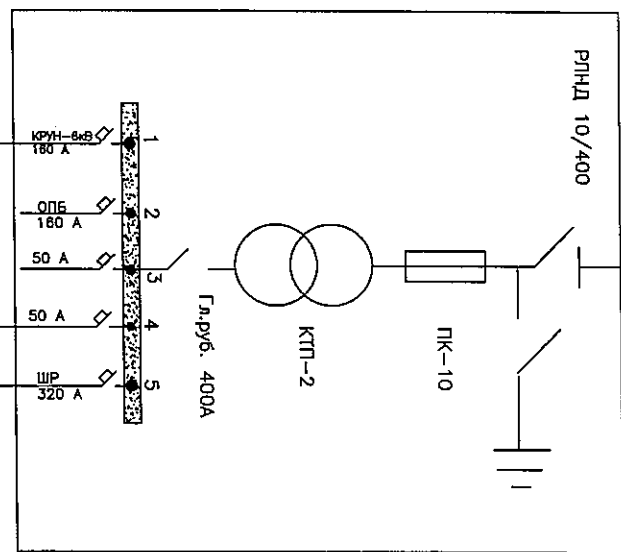 РЛНД 10/400
ПК-10
КТП-2
Гл.руб. 400А
1
КРУН-6кВ
160 А
2
ОПБ
160 А
3
50 А
4
50 А
5
ШР
320 А